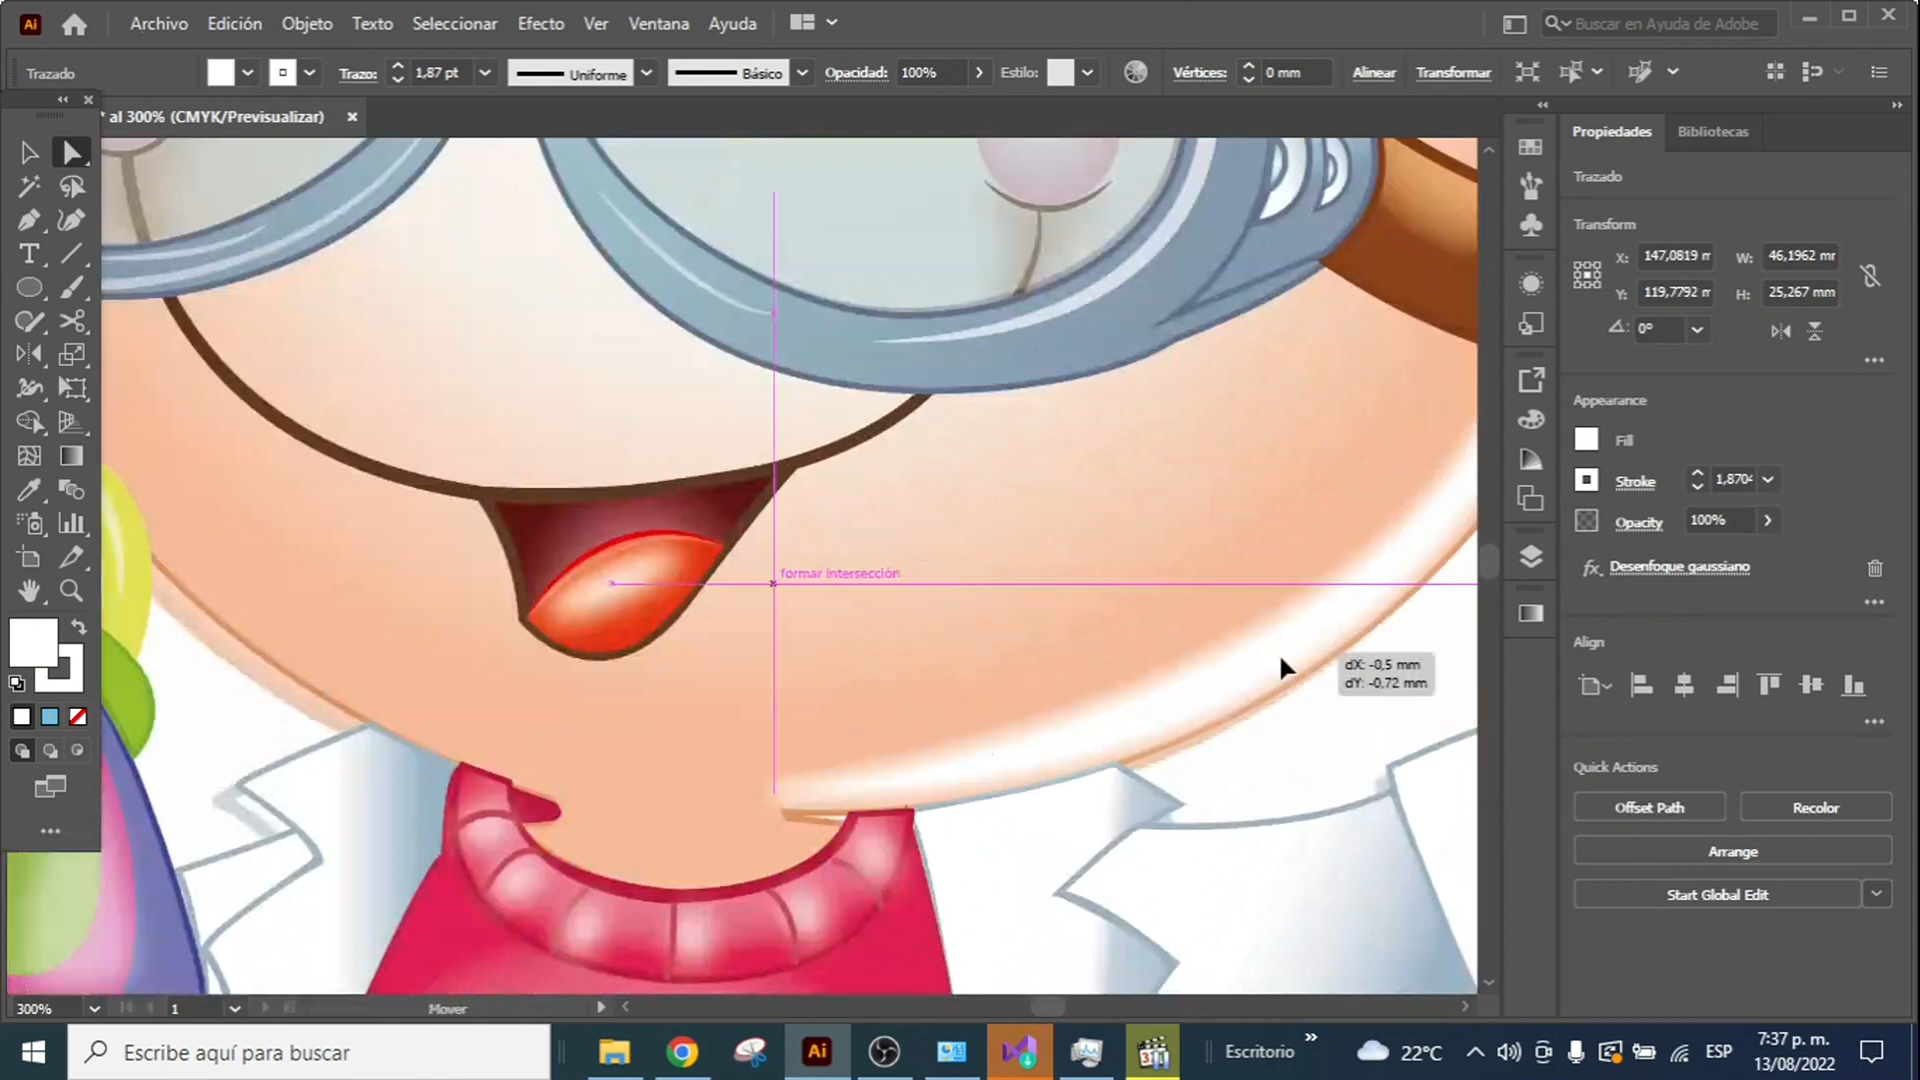 Ai Archivo Edición Objeto Texto Seleccionar Efecto Ver Ventana Ayuda Buscar en Ayuda de Adobe
Trazado Trazo: 1,87 pt Uniforme Básico Opacidad: 100% Estilo: Vértices: 0 mm Alinear Transformar
* al 300% (CMYK/Previsualizar)
Propiedades Bibliotecas
Trazado
Transform
X: 147,0819 m W: 46,1962 mr
Y: 119,7792 m H: 25,267 mm
0°
Appearance
Fill
Stroke 1,8704
Opacity 100%
fx. Desenfoque gaussiano
Align
Quick Actions
Offset Path Recolor
Arrange
Start Global Edit
formar intersección
dX: -0,5 mm
dY: -0,72 mm
300% 1 Mover
Escribe aquí para buscar
Ai
Escritorio
22°C
ESP
7:37 p. m.
13/08/2022